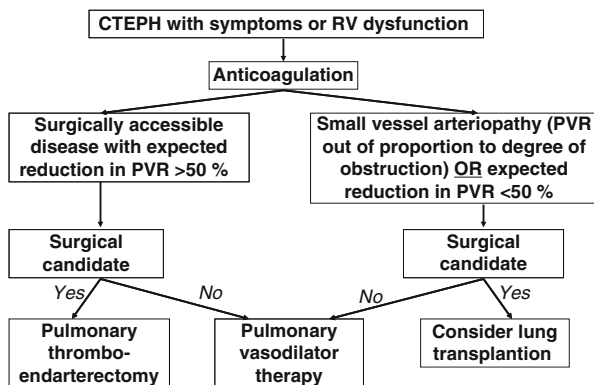 CTEPH with symptoms or RV dysfunction
Anticoagulation
Surgically accessible
disease with expected
reduction in PVR >50 %
Small vessel arteriopathy (PVR
out of proportion to degree of
obstruction) OR expected
reduction in PVR <50 %
Surgical
candidate
Surgical
candidate
Yes
No
No
Yes
Pulmonary
thrombo-
endarterectomy
Pulmonary
vasodilator
therapy
Consider lung
transplantion